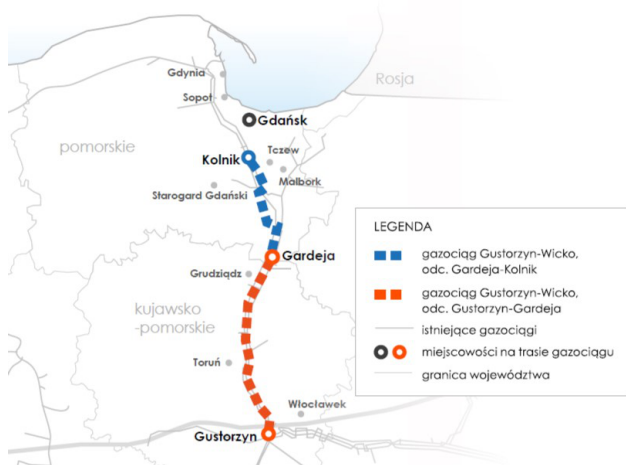 Gdynia
Rosja
Sopot
Gdańsk
pomorskie
Kolnik
Tczew
Malbork
Starogard Gdański
Gardeja
Grudziądz
kujawsko
-pomorskie
Toruń
Włocławek
Gustorzyn
LEGENDA
gazociąg Gustorzyn-Wicko,
odc. Gardeja-Kolnik
gazociąg Gustorzyn-Wicko,
odc. Gustorzyn-Gardeja
istniejące gazociągi
miejscowości na trasie gazociągu
granica województwa